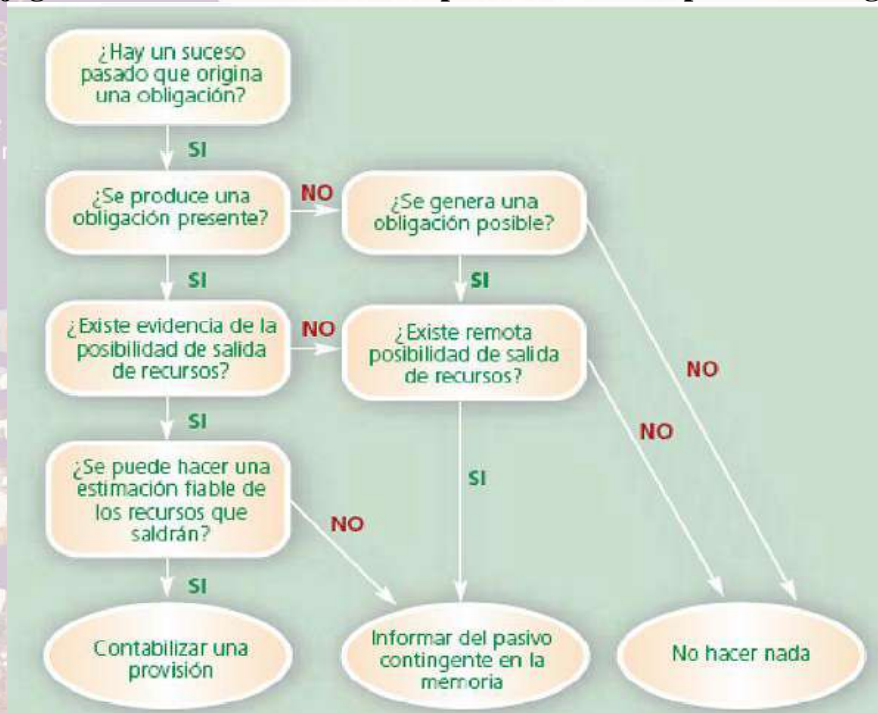 ¿Hay un suceso
pasado que origina
una obligación?
SI
¿Se produce una
obligación presente?
NO
¿Se genera una
obligación posible?
SI
SI
¿Existe evidencia de la
posibilidad de salida
de recursos?
NO
¿Existe remota
posibilidad de salida
de recursos?
NO
NO
SI
SI
¿Se puede hacer una
estimación fiable de
los recursos que
saldrán?
NO
SI
Contabilizar una
provisión
Informar del pasivo
contingente en la
memoria
No hacer nada